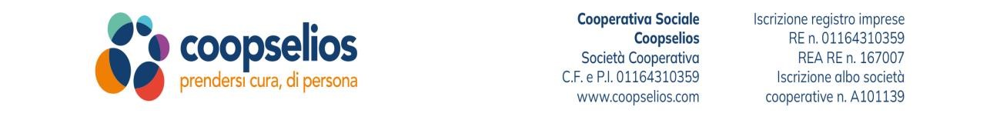 coopselios
prendersi cura, di persona
Cooperativa Sociale
Coopselios
Società Cooperativa
C.F. e P.I. 01164310359
www.coopselios.com
Iscrizione registro imprese
RE n. 01164310359
REA RE n. 167007
Iscrizione albo società
cooperative n. A101139